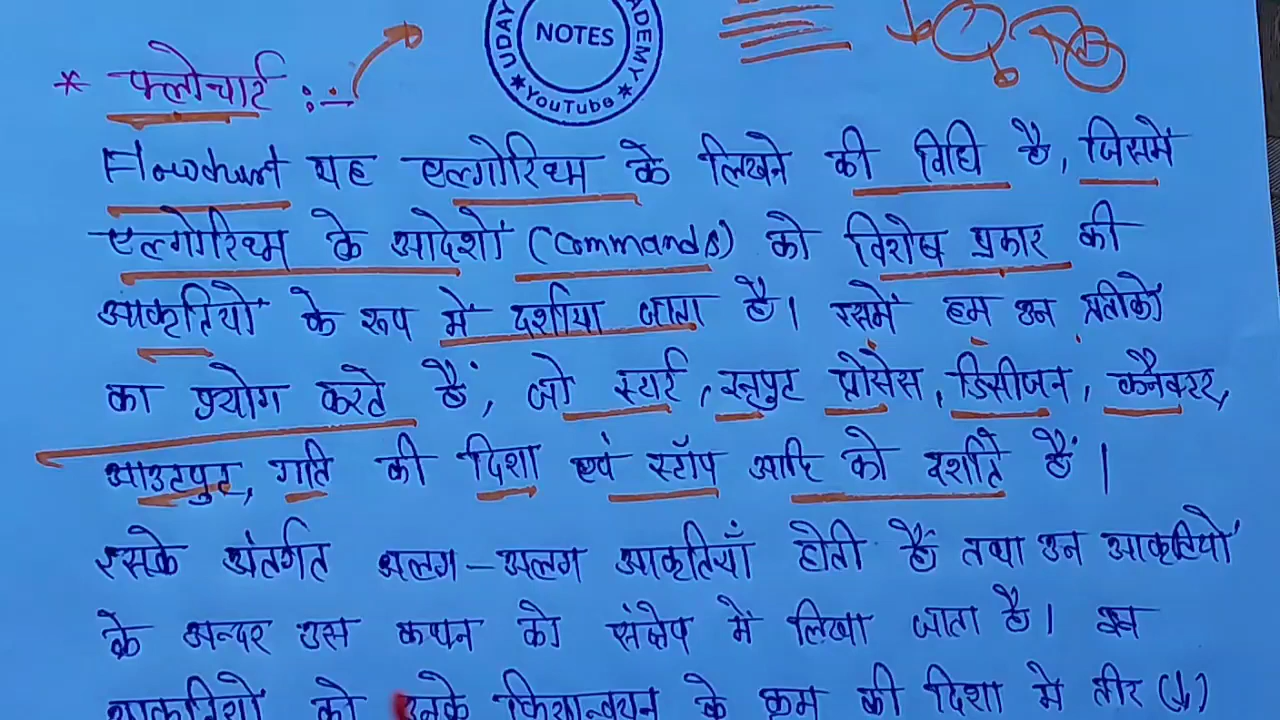 UDAY NOTES ADEMY
★ YouTube ★
* फ्लोचार्ट :-
Flowchart यह एल्गोरिथ्म के लिखने की विधि है, जिसमें
एल्गोरिथ्म के आदेशों (Commands) को विशेष प्रकार की
आकृतियों के रूप में दर्शाया जाता है। इसमें हम उन प्रतीकों
का प्रयोग करते हैं, जो स्टार्ट, इनपुट प्रोसेस, डिसीजन, कनैक्टर,
आउटपुट, गति की दिशा एवं स्टॉप आदि को दर्शाते हैं।
इसके अंतर्गत अलग-अलग आकृतियाँ होती हैं तथा उन आकृतियों
के अन्दर उस कथन को संक्षेप में लिखा जाता है। इन
आकृतियों को उनके क्रियान्वयन के क्रम की दिशा में तीर (↓)